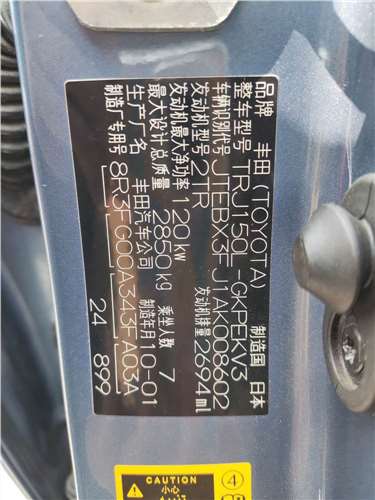 品牌 丰田 (TOYOTA) 制造国 日本
整车型号 TRJ150L-GKPEKV3
车辆识别代号 JTEBX3FJ1AK008602
发动机型号 2TR 发动机排量 2694ml
发动机最大净功率 120kw
最大设计总质量 2850kg 乘坐人数 7
生产厂名 丰田汽车公司 制造年月 10-01
制造厂专用号 8R3FG00A343FA03A
24 899
CAUTION
小心
4